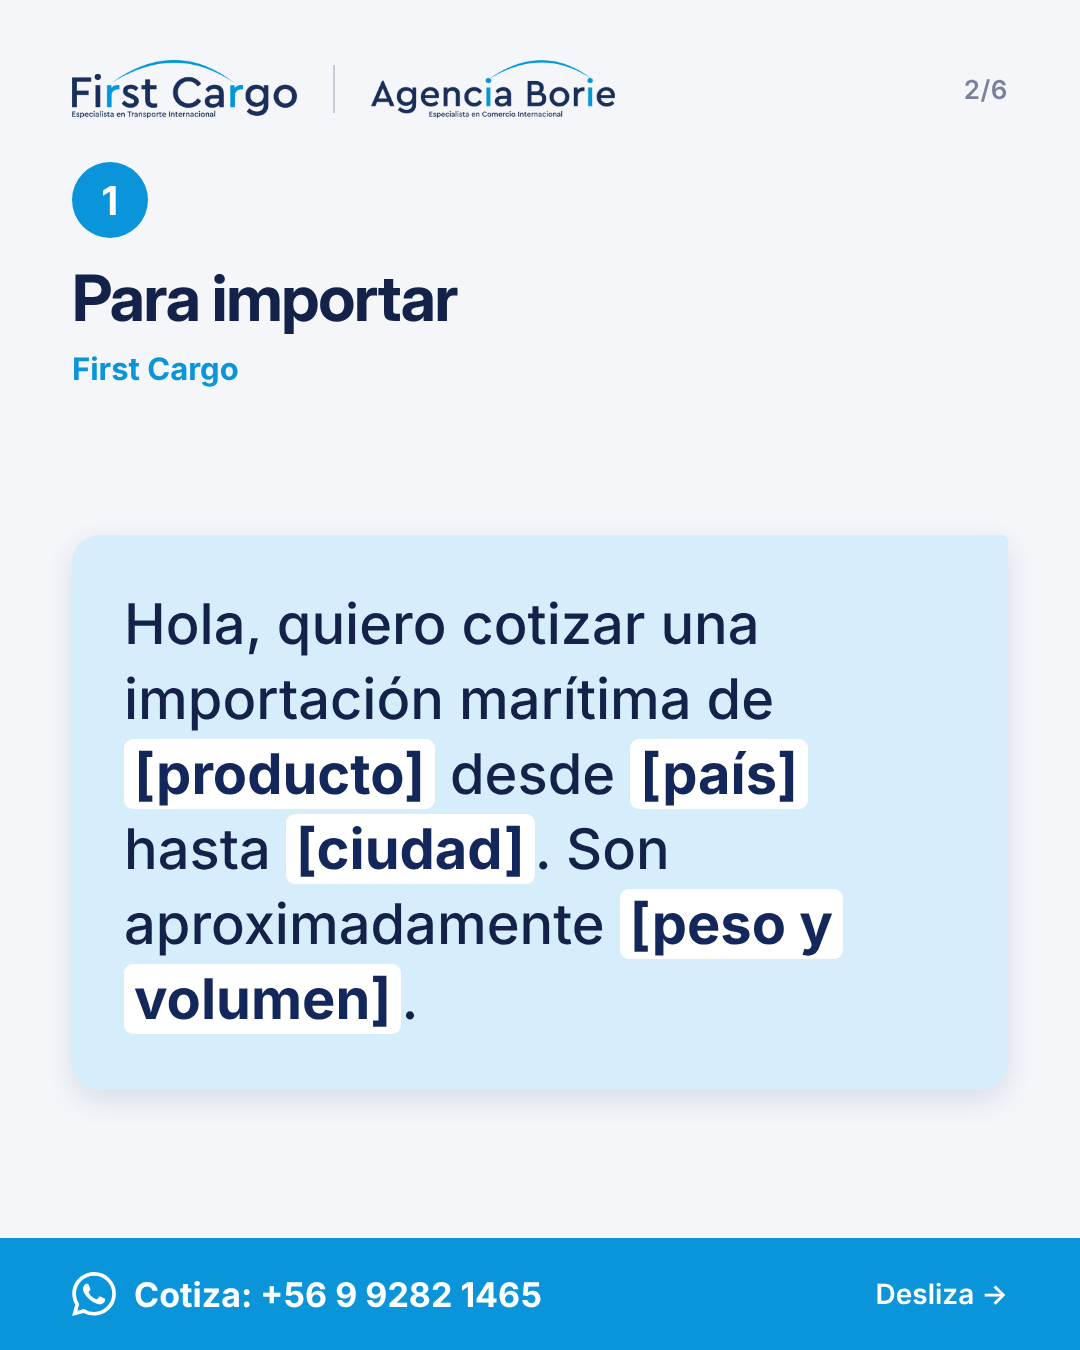 First Cargo
Especialista en Transporte Internacional
Agencia Borie
Especialista en Comercio Internacional
2/6
1
Para importar
First Cargo
Hola, quiero cotizar una
importación marítima de
[producto] desde [país]
hasta [ciudad]. Son
aproximadamente [peso y
volumen].
Cotiza: +56 9 9282 1465
Desliza →